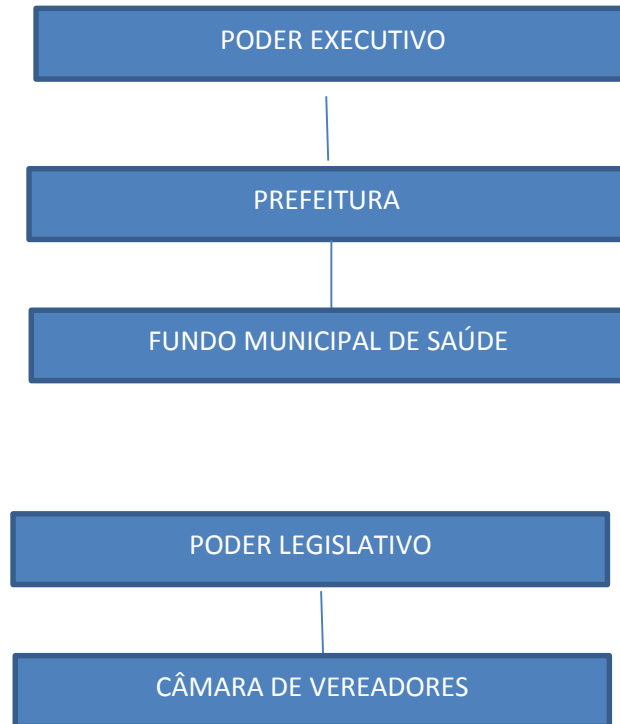 PODER EXECUTIVO
PREFEITURA
FUNDO MUNICIPAL DE SAÚDE
PODER LEGISLATIVO
CÂMARA DE VEREADORES